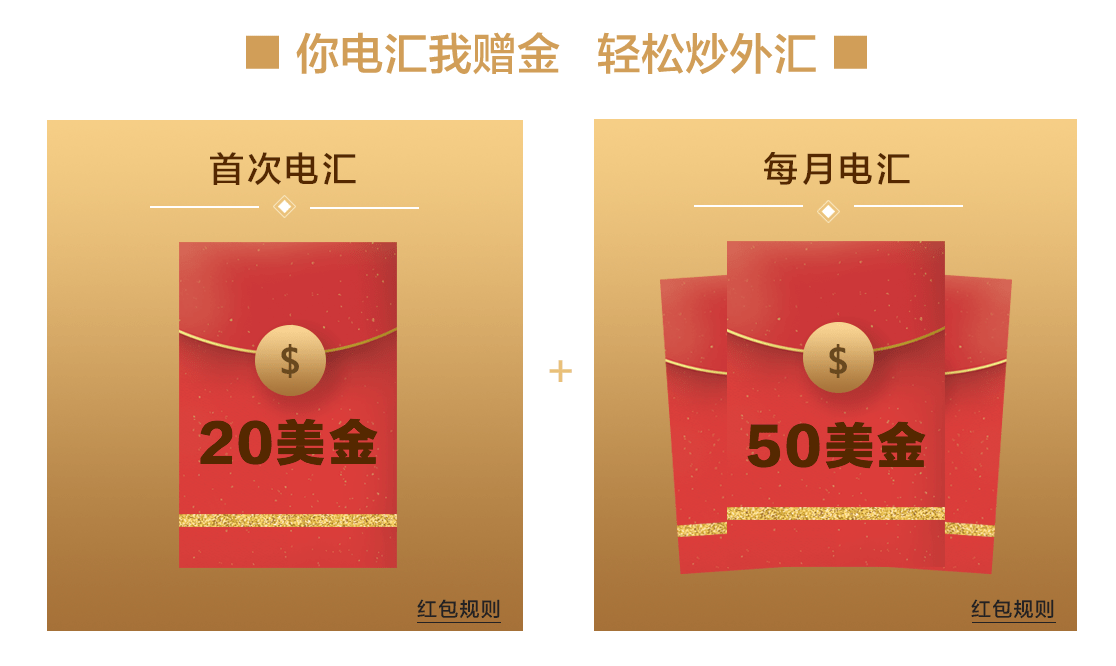 你电汇我赠金 轻松炒外汇
首次电汇
$
20美金
红包规则
+
每月电汇
$
50美金
红包规则